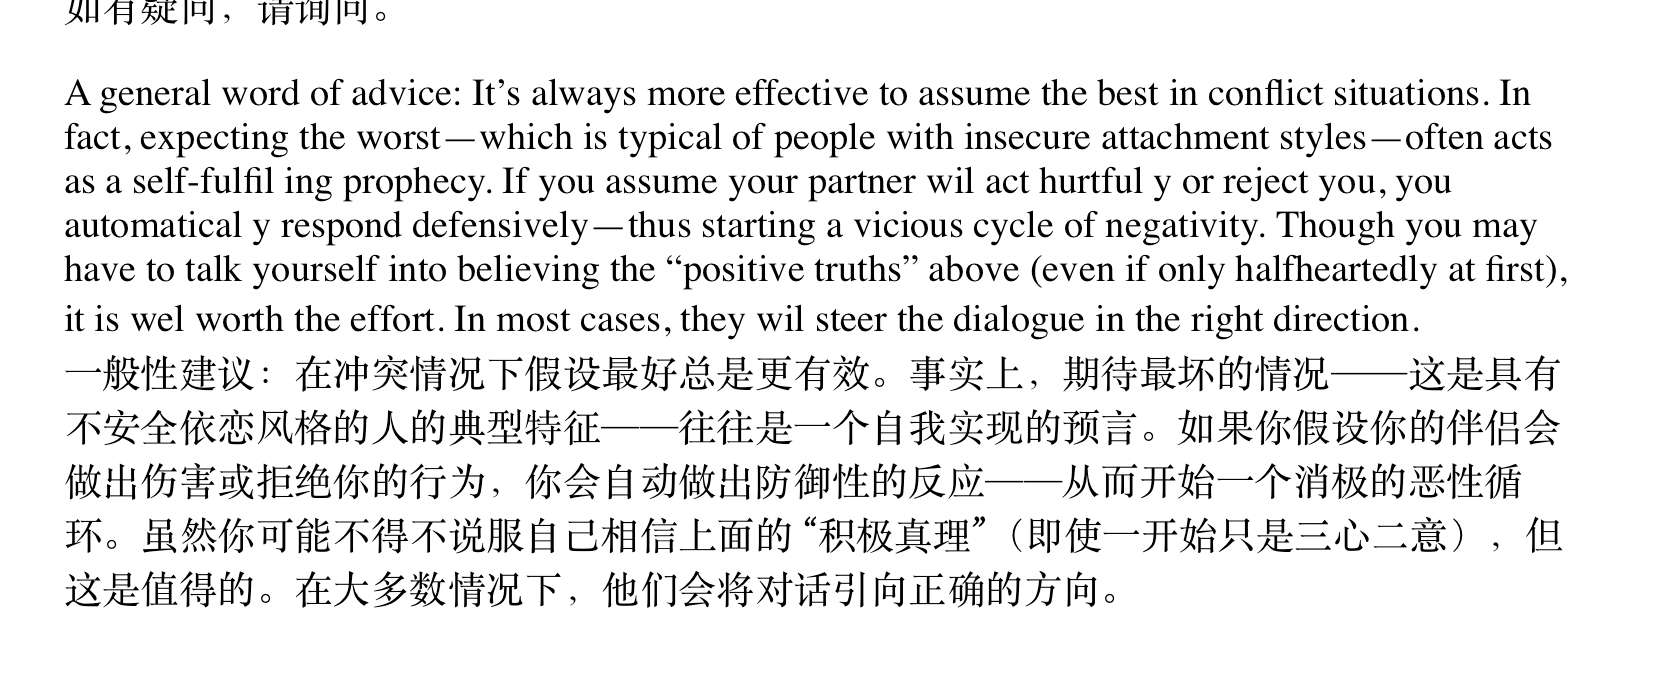 如有疑问，请询问。
A general word of advice: It’s always more effective to assume the best in conflict situations. In
fact, expecting the worst—which is typical of people with insecure attachment styles—often acts
as a self-fulfil ing prophecy. If you assume your partner wil act hurtful y or reject you, you
automatical y respond defensively—thus starting a vicious cycle of negativity. Though you may
have to talk yourself into believing the “positive truths” above (even if only halfheartedly at first),
it is wel worth the effort. In most cases, they wil steer the dialogue in the right direction.
一般性建议：在冲突情况下假设最好总是更有效。事实上，期待最坏的情况——这是具有
不安全依恋风格的人的典型特征——往往是一个自我实现的预言。如果你假设你的伴侣会
做出伤害或拒绝你的行为，你会自动做出防御性的反应——从而开始一个消极的恶性循
环。虽然你可能不得不说服自己相信上面的 “积极真理”（即使一开始只是三心二意），但
这是值得的。在大多数情况下，他们会将对话引向正确的方向。